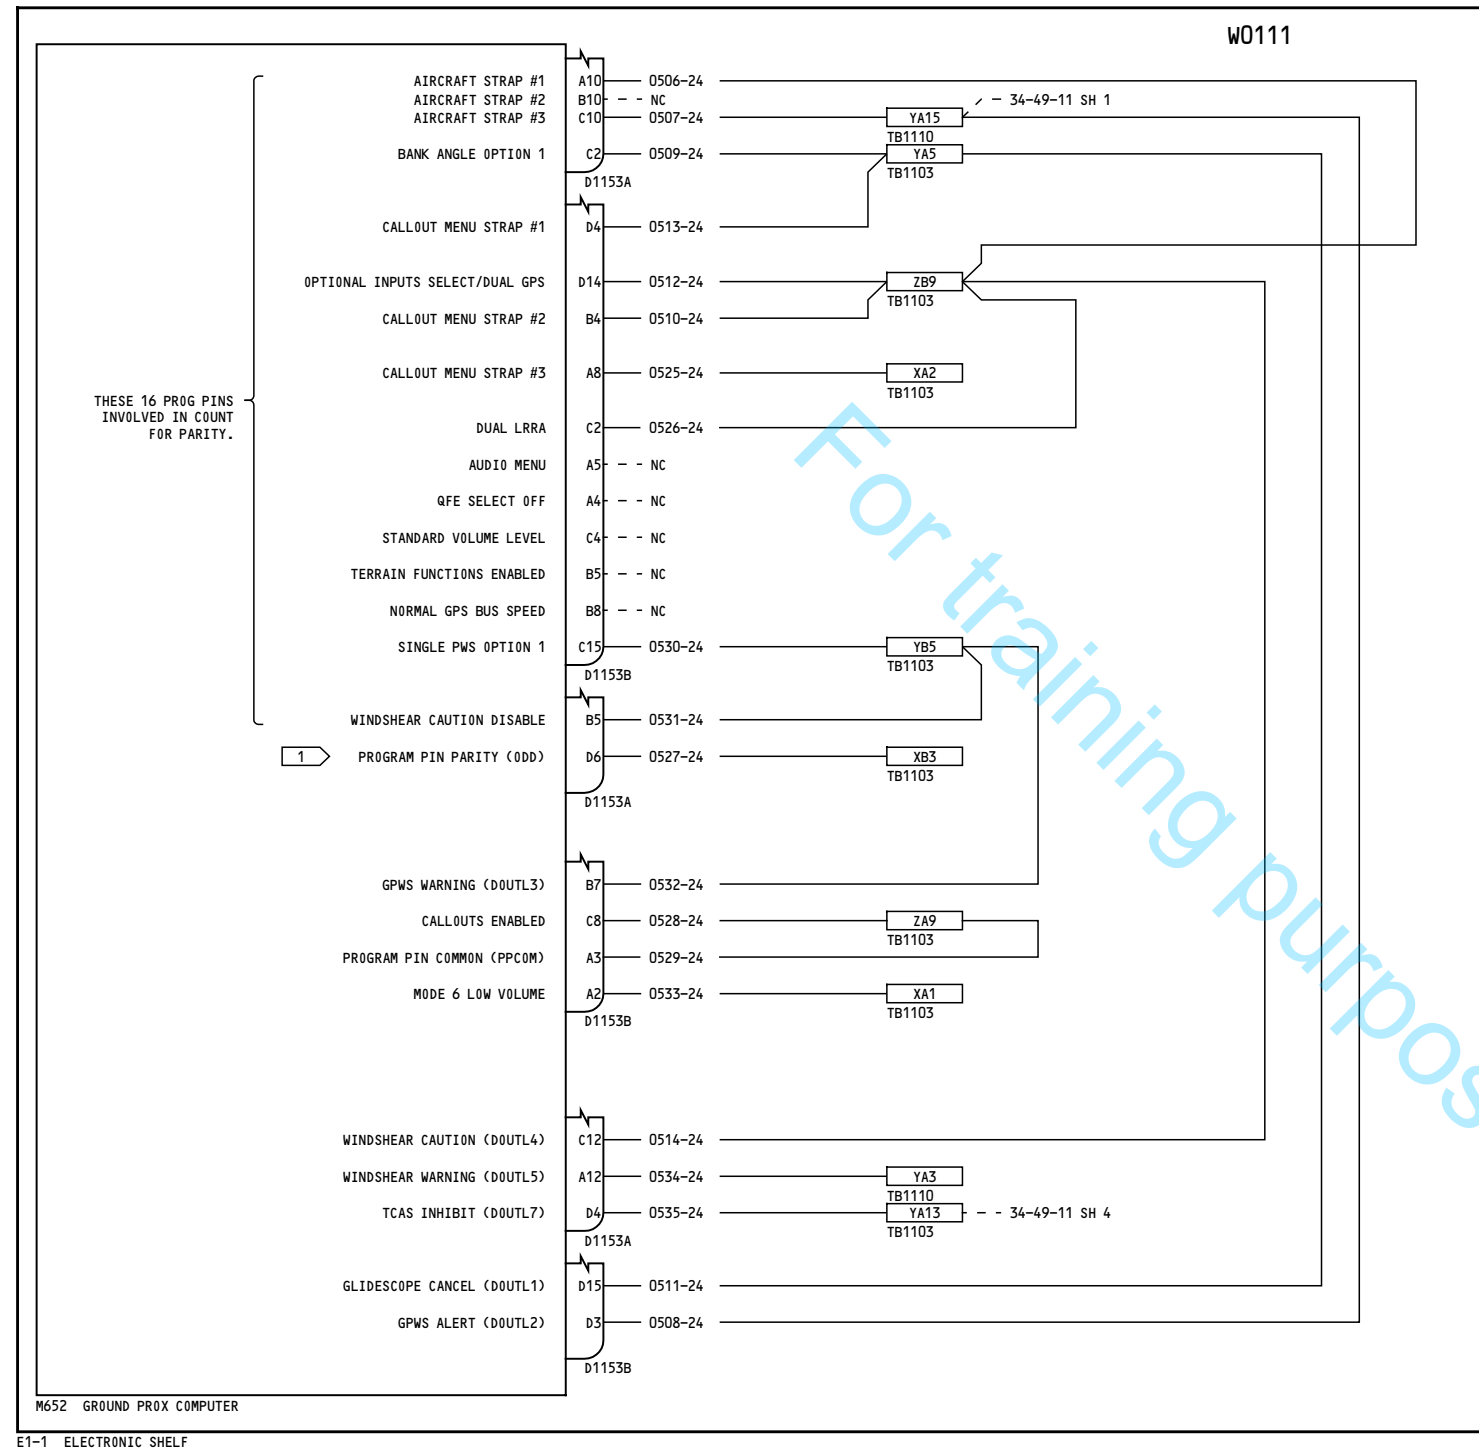 W0111
AIRCRAFT STRAP #1 A10 0506-24
AIRCRAFT STRAP #2 B10 NC 34-49-11 SH 1
AIRCRAFT STRAP #3 C10 0507-24 YA15
TB1110
BANK ANGLE OPTION 1 C2 0509-24 YA5
TB1103
D1153A
CALLOUT MENU STRAP #1 D4 0513-24
OPTIONAL INPUTS SELECT/DUAL GPS D14 0512-24 ZB9
TB1103
CALLOUT MENU STRAP #2 B4 0510-24
CALLOUT MENU STRAP #3 A8 0525-24 XA2
TB1103
THESE 16 PROG PINS
INVOLVED IN COUNT
FOR PARITY.
DUAL LRRA C2 0526-24
AUDIO MENU A5 NC
QFE SELECT OFF A4 NC
STANDARD VOLUME LEVEL C4 NC
TERRAIN FUNCTIONS ENABLED B5 NC
NORMAL GPS BUS SPEED B8 NC
SINGLE PWS OPTION 1 C15 0530-24 YB5
TB1103
D1153B
WINDSHEAR CAUTION DISABLE B5 0531-24
1 PROGRAM PIN PARITY (ODD) D6 0527-24 XB3
TB1103
D1153A
GPWS WARNING (DOUTL3) B7 0532-24
CALLOUTS ENABLED C8 0528-24 ZA9
TB1103
PROGRAM PIN COMMON (PPCOM) A3 0529-24
MODE 6 LOW VOLUME A2 0533-24 XA1
TB1103
D1153B
WINDSHEAR CAUTION (DOUTL4) C12 0514-24
WINDSHEAR WARNING (DOUTL5) A12 0534-24 YA3
TB1110
TCAS INHIBIT (DOUTL7) D4 0535-24 YA13 34-49-11 SH 4
TB1103
D1153A
GLIDESCOPE CANCEL (DOUTL1) D15 0511-24
GPWS ALERT (DOUTL2) D3 0508-24
D1153B
M652 GROUND PROX COMPUTER
E1-1 ELECTRONIC SHELF
For training purpos